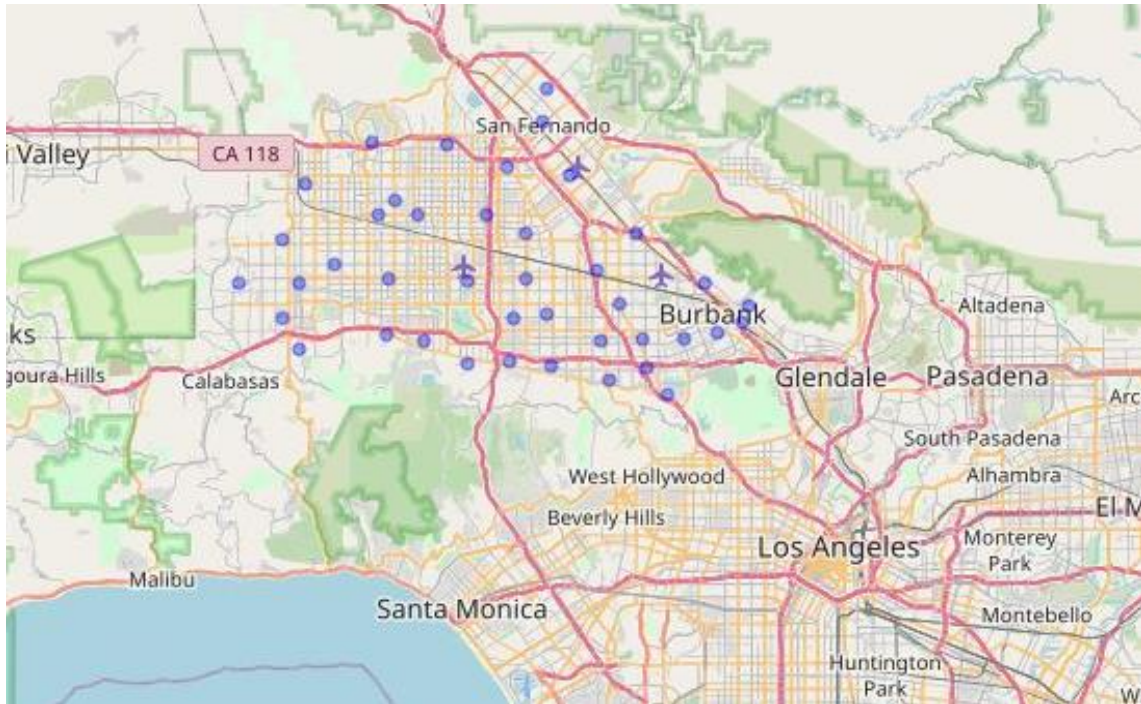 San Fernando
CA 118
i Valley
Altadena
Burbank
ks
goura Hills
Calabasas
Glendale
Pasadena
Arc
South Pasadena
West Hollywood
Alhambra
Beverly Hills
El M
Los Angeles
Monterey
Park
Malibu
Santa Monica
Montebello
Huntington
Park
W